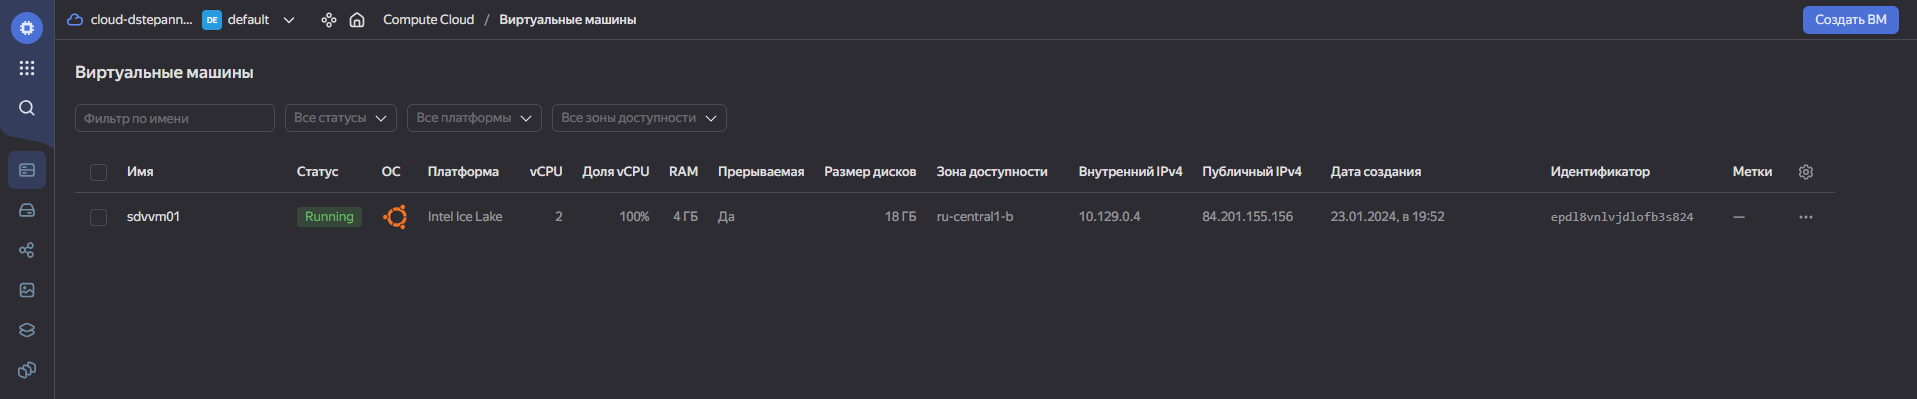 cloud-dstepann... DE default Compute Cloud / Виртуальные машины Создать ВМ
Виртуальные машины
Фильтр по имени Все статусы Все платформы Все зоны доступности
Имя Статус ОС Платформа vCPU Доля vCPU RAM Прерываемая Размер дисков Зона доступности Внутренний IPv4 Публичный IPv4 Дата создания Идентификатор Метки
sdvvm01 Running Intel Ice Lake 2 100% 4 ГБ Да 18 ГБ ru-central1-b 10.129.0.4 84.201.155.156 23.01.2024, в 19:52 epdl8vnlvjdlofb3s824 —